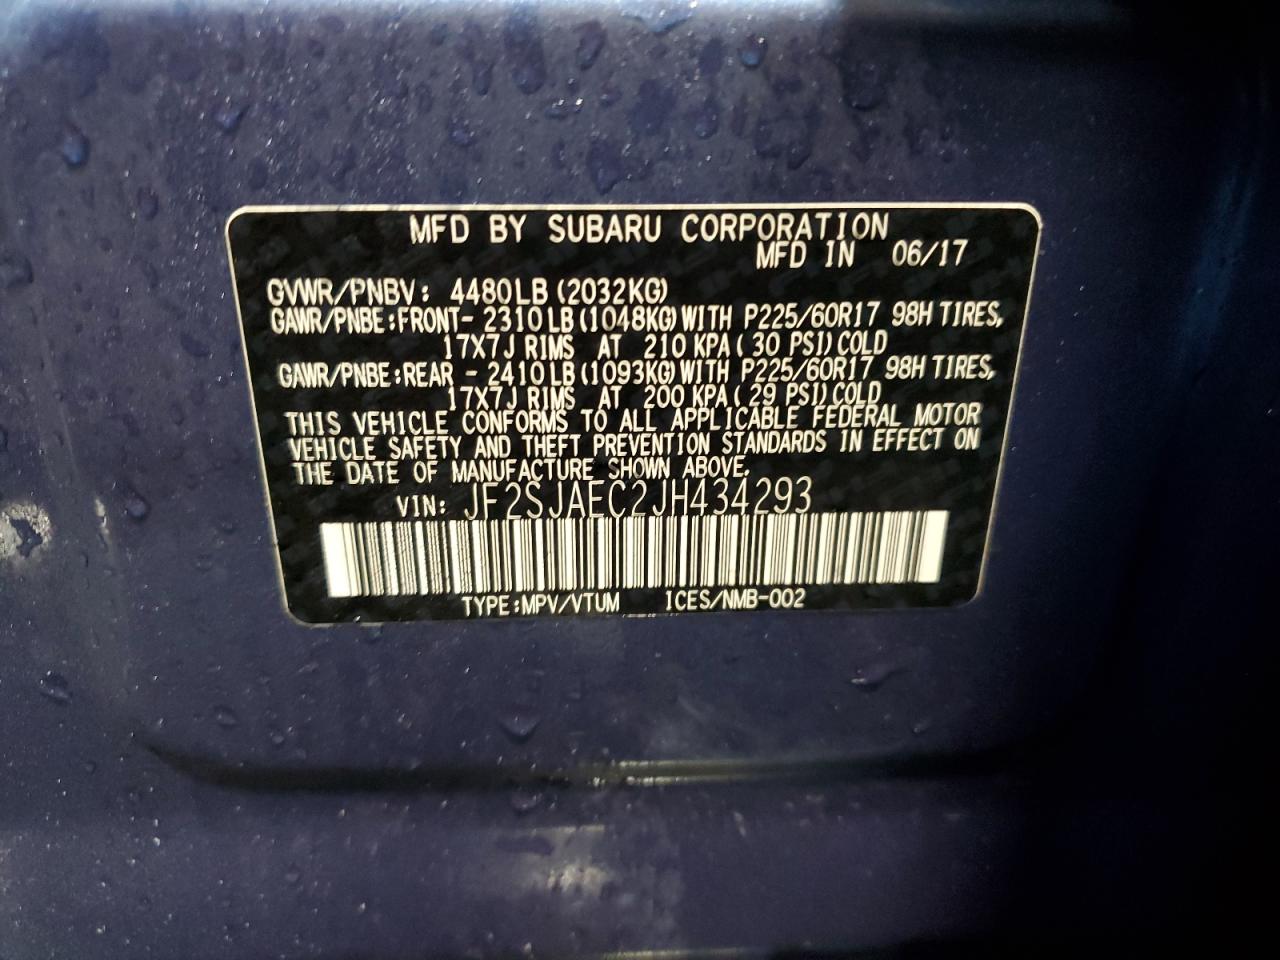 MFD BY SUBARU CORPORATION
MFD IN 06/17
GVWR/PNBV: 4480LB(2032KG)
GAWR/PNBE:FRONT- 2310LB(1048KG)WITH P225/60R17 98H TIRES,
17X7J RIMS AT 210 KPA(30 PSI)COLD
GAWR/PNBE:REAR - 2410LB(1093KG)WITH P225/60R17 98H TIRES,
17X7J RIMS AT 200 KPA(29 PSI)COLD
THIS VEHICLE CONFORMS TO ALL APPLICABLE FEDERAL MOTOR
VEHICLE SAFETY AND THEFT PREVENTION STANDARDS IN EFFECT ON
THE DATE OF MANUFACTURE SHOWN ABOVE.
VIN: JF2SJAEC2JH434293
TYPE:MPV/VTUM ICES/NMB-002